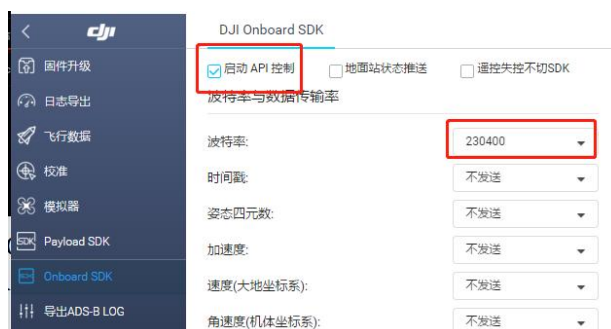 dji
DJI Onboard SDK
固件升级
启动 API 控制
地面站状态推送
遥控失控不切SDK
日志导出
波特率与数据传输率
飞行数据
波特率:
230400
校准
时间戳:
不发送
模拟器
姿态四元数:
不发送
SDK
Payload SDK
加速度:
不发送
Onboard SDK
速度(大地坐标系):
不发送
导出ADS-B LOG
角速度(机体坐标系):
不发送